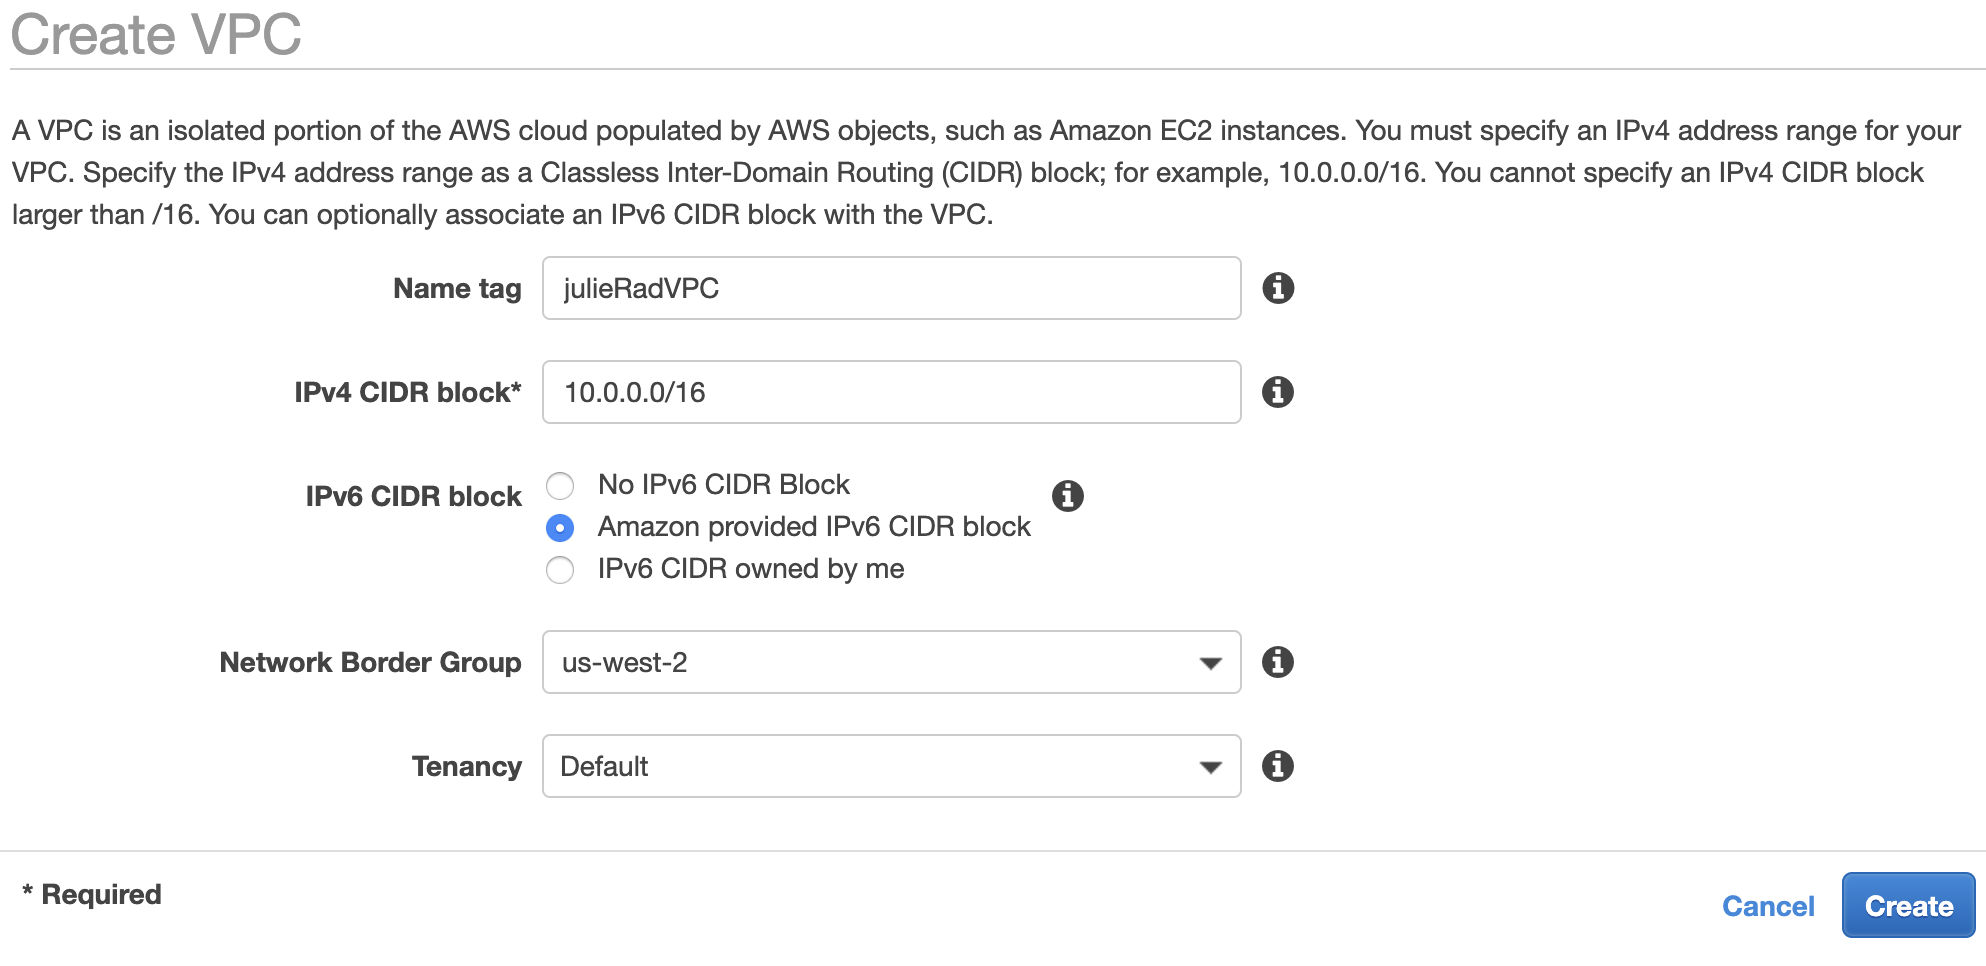 Create VPC
A VPC is an isolated portion of the AWS cloud populated by AWS objects, such as Amazon EC2 instances. You must specify an IPv4 address range for your
VPC. Specify the IPv4 address range as a Classless Inter-Domain Routing (CIDR) block; for example, 10.0.0.0/16. You cannot specify an IPv4 CIDR block
larger than /16. You can optionally associate an IPv6 CIDR block with the VPC.
Name tag julieRadVPC
IPv4 CIDR block* 10.0.0.0/16
IPv6 CIDR block
No IPv6 CIDR Block
Amazon provided IPv6 CIDR block
IPv6 CIDR owned by me
Network Border Group us-west-2
Tenancy Default
* Required
Cancel Create